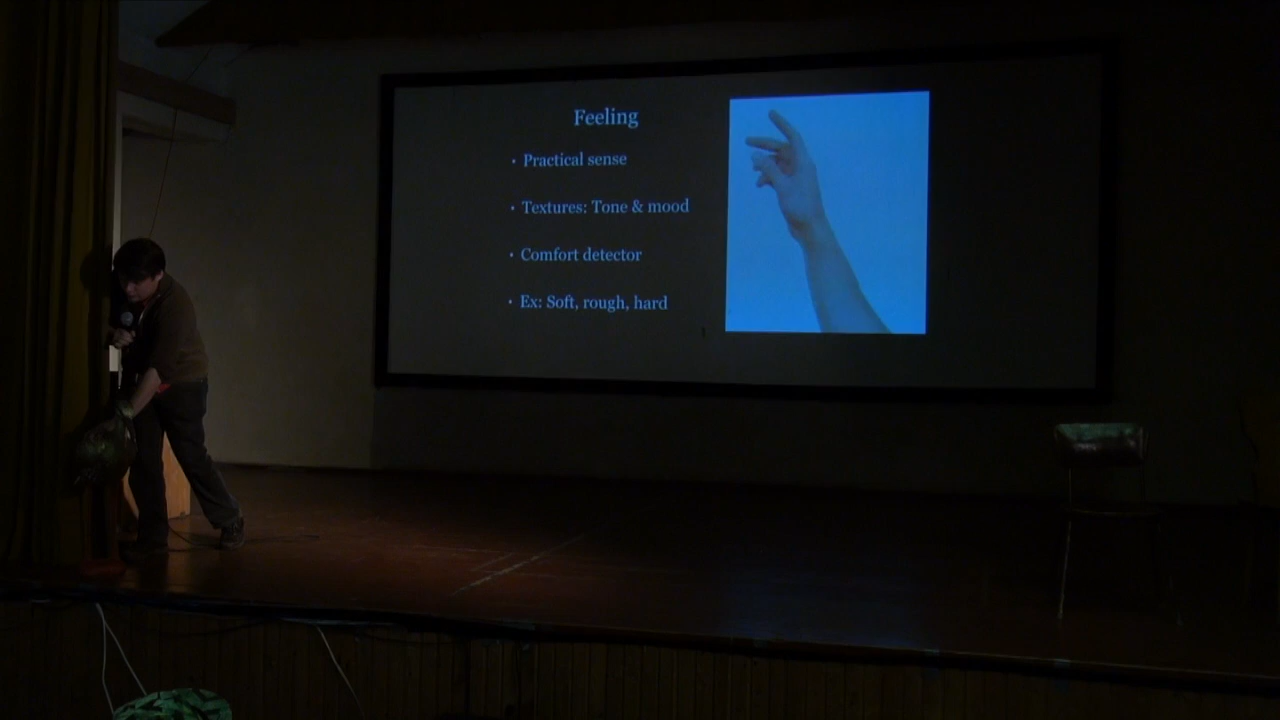 Feeling
• Practical sense
• Textures: Tone & mood
• Comfort detector
• Ex: Soft, rough, hard